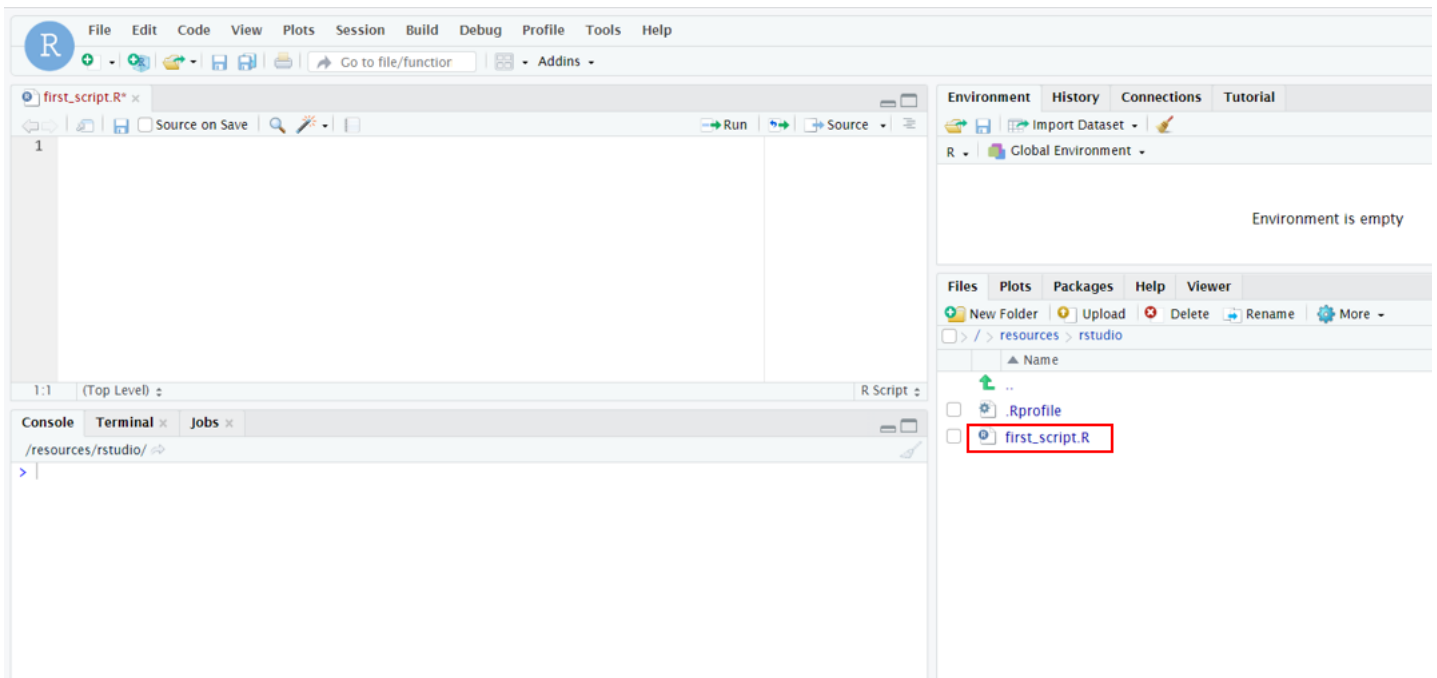 R
File Edit Code View Plots Session Build Debug Profile Tools Help
Go to file/function Addins
first_script.R*
Source on Save Run Source
1
1:1 (Top Level) R Script
Console Terminal Jobs
/resources/rstudio/
>
Environment History Connections Tutorial
Import Dataset
R Global Environment
Environment is empty
Files Plots Packages Help Viewer
New Folder Upload Delete Rename More
/ > resources > rstudio
Name
..
.Rprofile
first_script.R